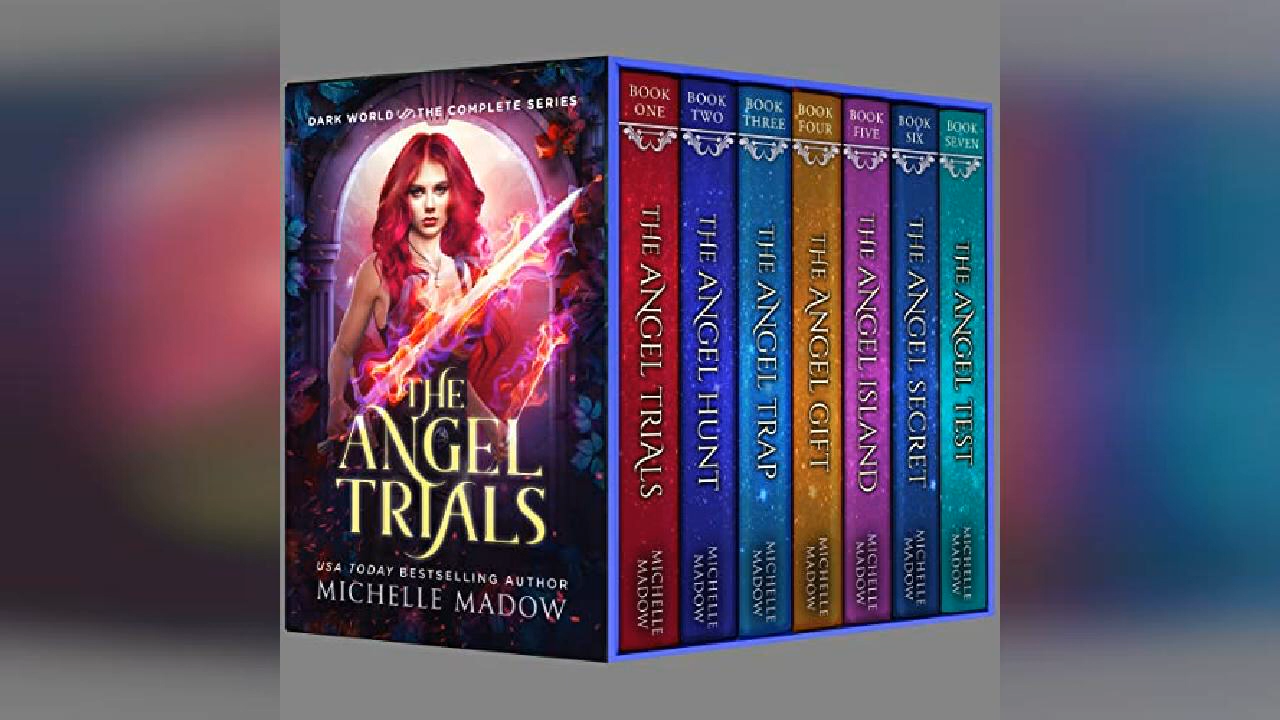 DARK WORLD THE COMPLETE SERIES
THE
ANGEL
TRIALS
USA TODAY BESTSELLING AUTHOR
MICHELLE MADOW
BOOK
ONE
THE ANGEL TRIALS
MICHELLE
MADOW
BOOK
TWO
THE ANGEL HUNT
MICHELLE
MADOW
BOOK
THREE
THE ANGEL TRAP
MICHELLE
MADOW
BOOK
FOUR
THE ANGEL GIFT
MICHELLE
MADOW
BOOK
FIVE
THE ANGEL ISLAND
MICHELLE
MADOW
BOOK
SIX
THE ANGEL SECRET
MICHELLE
MADOW
BOOK
SEVEN
THE ANGEL TEST
MICHELLE
MADOW